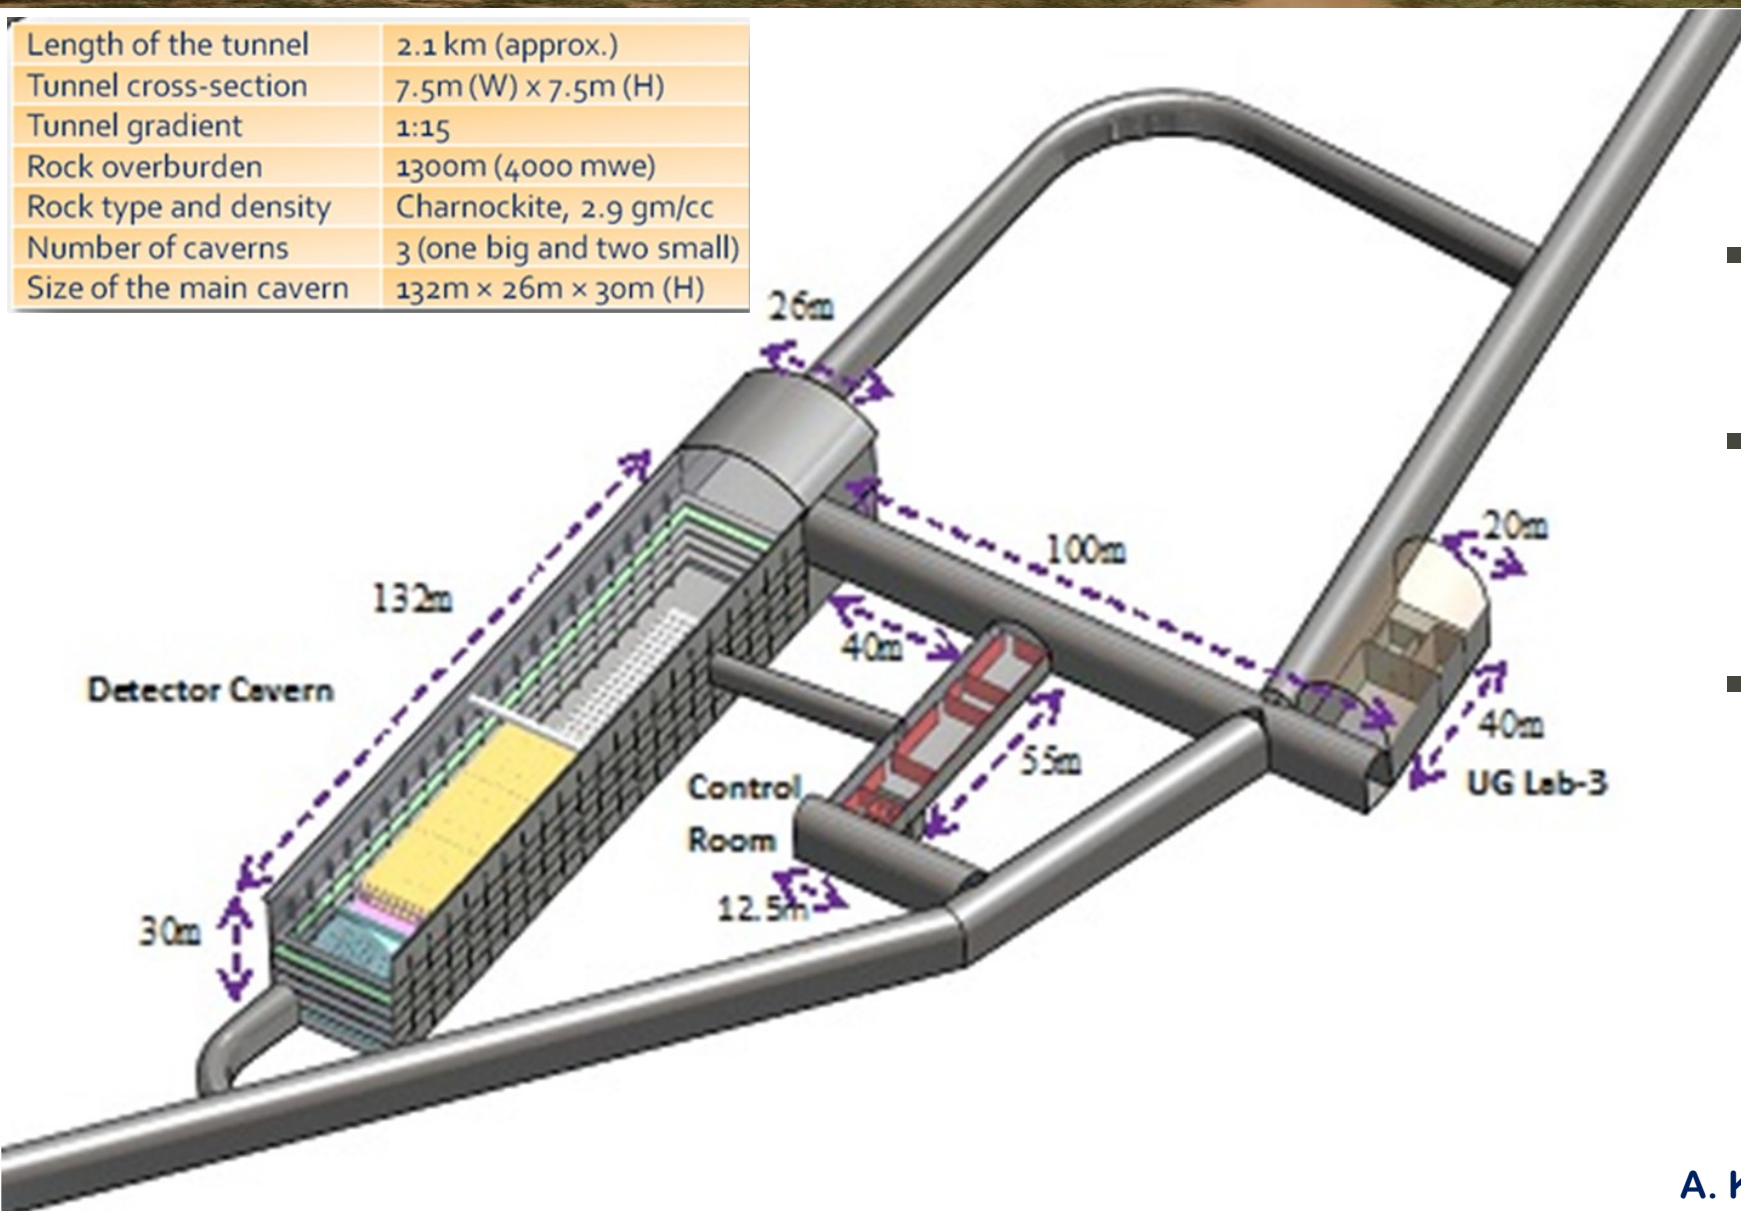 Length of the tunnel 2.1 km (approx.)
Tunnel cross-section 7.5m (W) x 7.5m (H)
Tunnel gradient 1:15
Rock overburden 1300m (4000 mwe)
Rock type and density Charnockite, 2.9 gm/cc
Number of caverns 3 (one big and two small)
Size of the main cavern 132m × 26m × 30m (H)
26m
20m
100m
132m
40m
Detector Cavern
40m
55m
UG Lab-3
Control
Room
12.5m
30m
A.